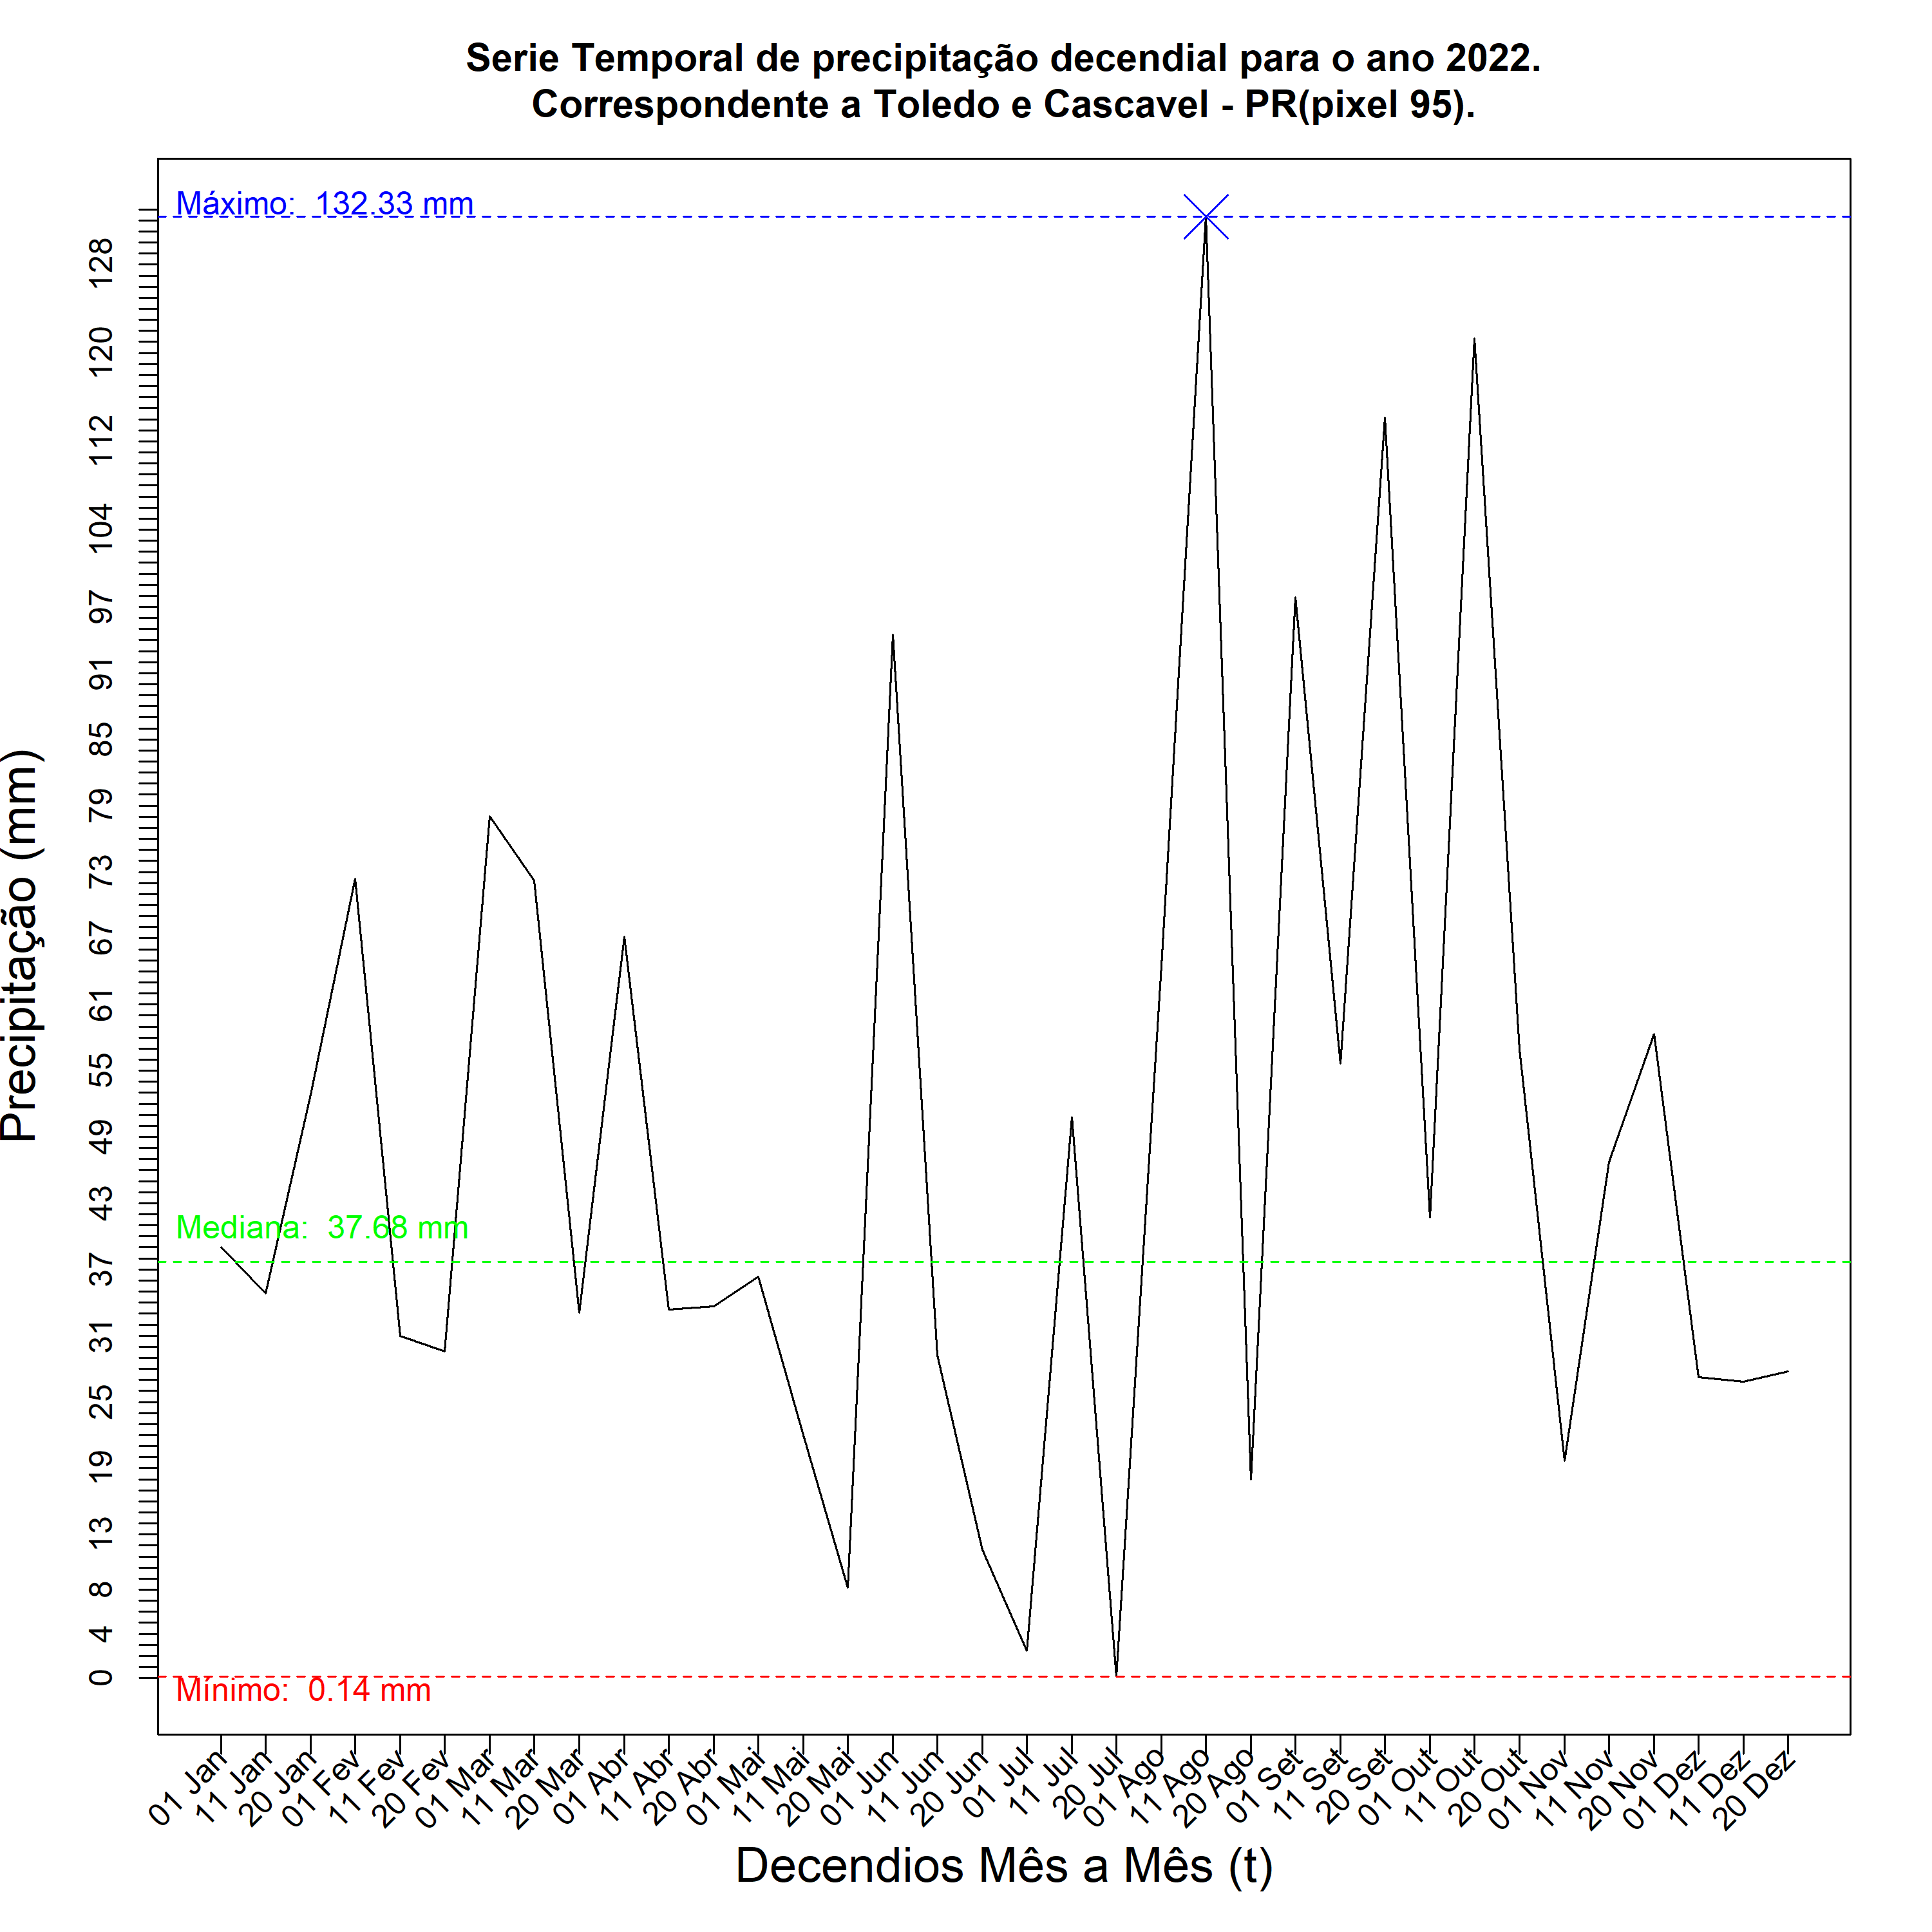 Serie Temporal de precipitação decendial para o ano 2022.
Correspondente a Toledo e Cascavel - PR(pixel 95).
Precipitação (mm)
128
120
112
104
97
91
85
79
73
67
61
55
49
43
37
31
25
19
13
8
4
0
Máximo:  132.33 mm
Mediana:  37.68 mm
Mínimo:  0.14 mm
01 Jan
11 Jan
20 Jan
01 Fev
11 Fev
20 Fev
01 Mar
11 Mar
20 Mar
01 Abr
11 Abr
20 Abr
01 Mai
11 Mai
20 Mai
01 Jun
11 Jun
20 Jun
01 Jul
11 Jul
20 Jul
01 Ago
11 Ago
20 Ago
01 Set
11 Set
20 Set
01 Out
11 Out
20 Out
01 Nov
11 Nov
20 Nov
01 Dez
11 Dez
20 Dez
Decendios Mês a Mês (t)